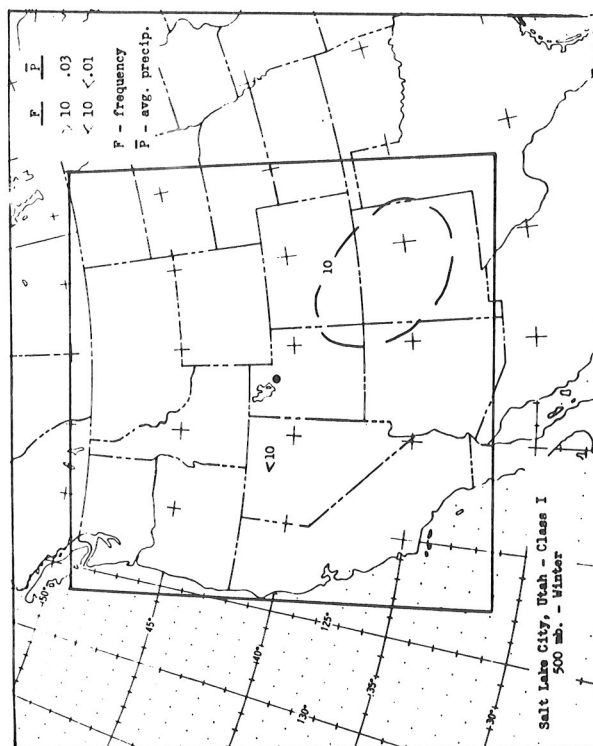 F P̅
>10 .03
<10 <.01
F - frequency
P̅ - avg. precip.
50°
45°
40°
35°
30°
125°
130°
10
<10
Salt Lake City, Utah - Class I
500 mb. - Winter